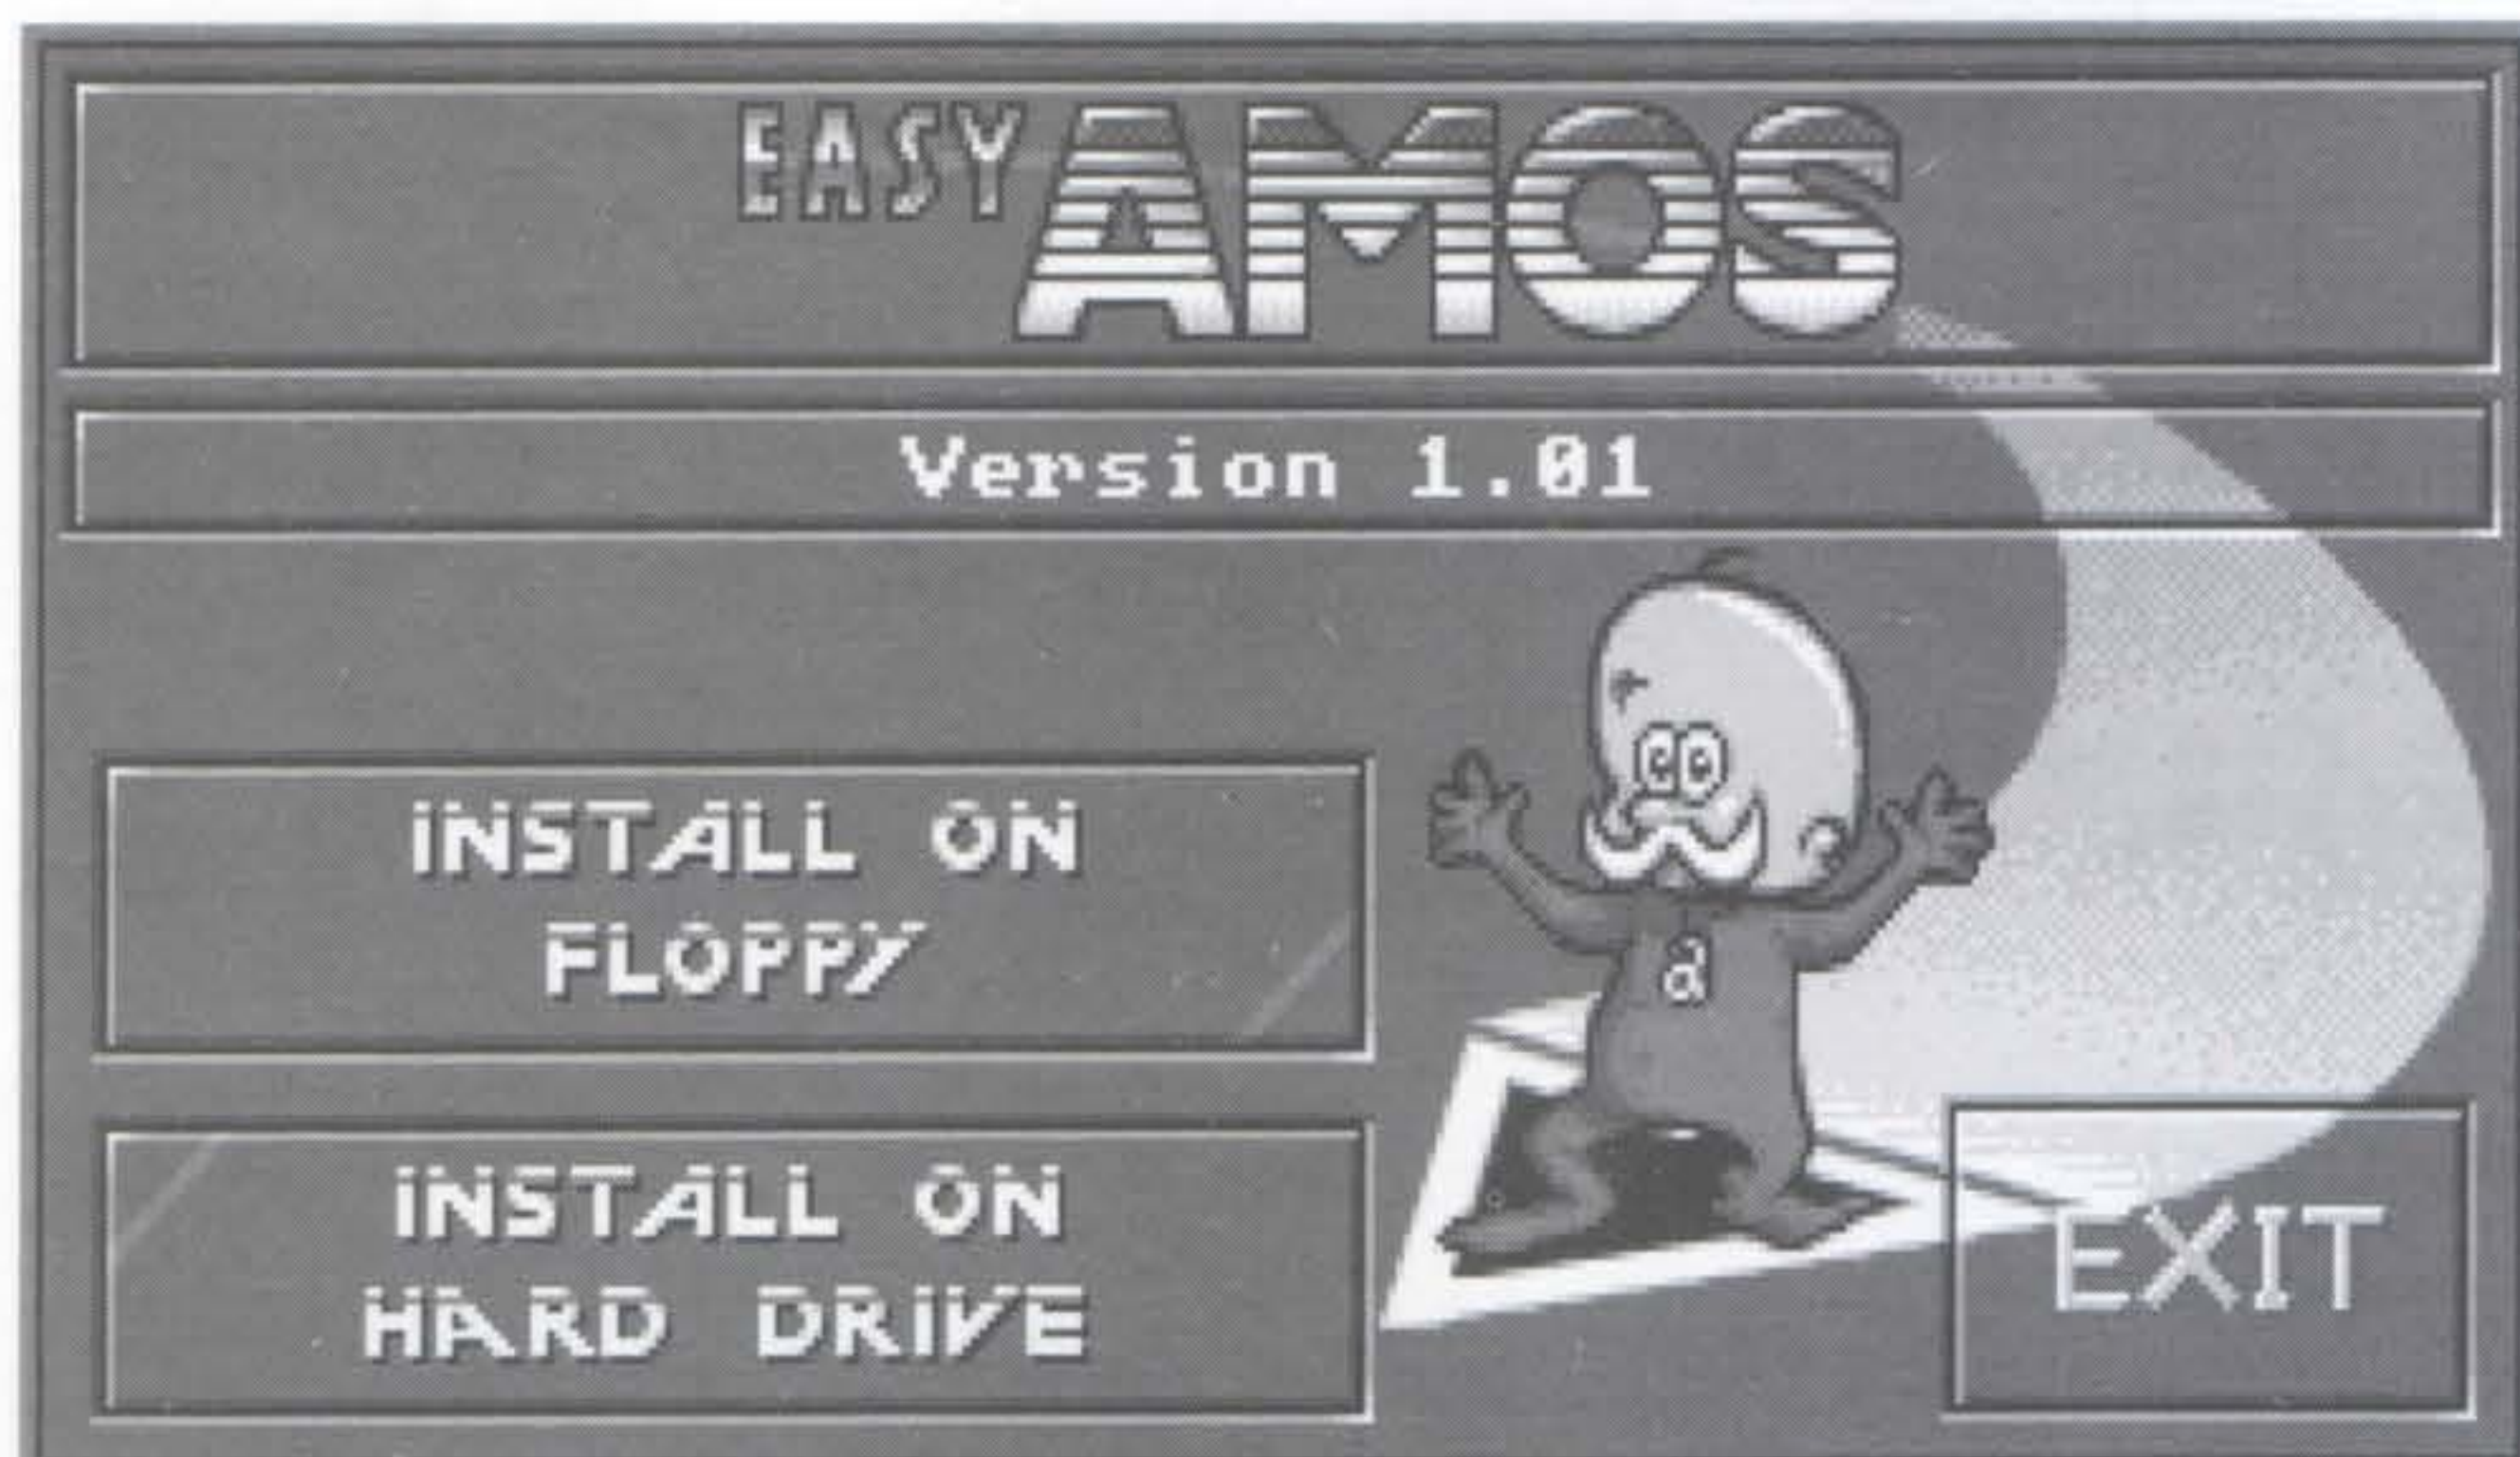 EASY AMOS
Version 1.01
INSTALL ON
FLOPPY
a
INSTALL ON
HARD DRIVE
EXIT